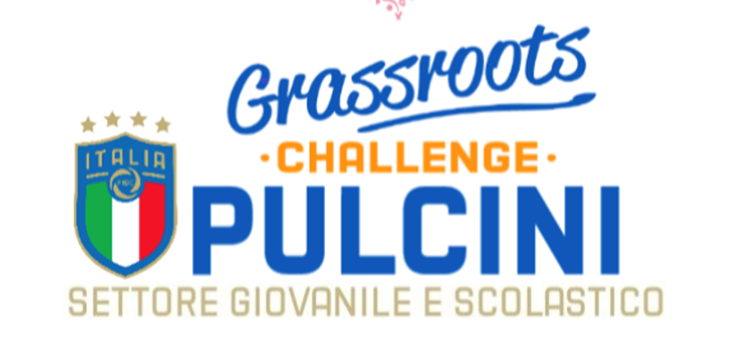 Grassroots
• CHALLENGE •
ITALIA
PULCINI
SETTORE GIOVANILE E SCOLASTICO